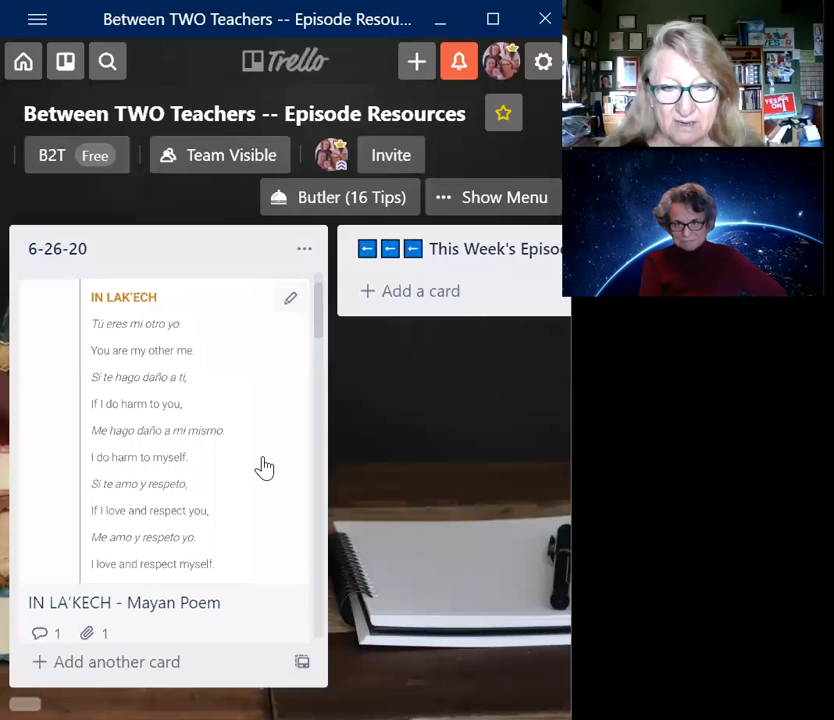 Between TWO Teachers -- Episode Resou...
Trello
Between TWO Teachers -- Episode Resources
B2T Free
Team Visible
Invite
Butler (16 Tips)
... Show Menu
6-26-20
IN LAK'ECH
Tú eres mi otro yo.
You are my other me.
Si te hago daño a ti,
If I do harm to you,
Me hago daño a mi mismo.
I do harm to myself.
Si te amo y respeto,
If I love and respect you,
Me amo y respeto yo.
I love and respect myself.
IN LA'KECH - Mayan Poem
1 1
+ Add another card
This Week's Episo
+ Add a card